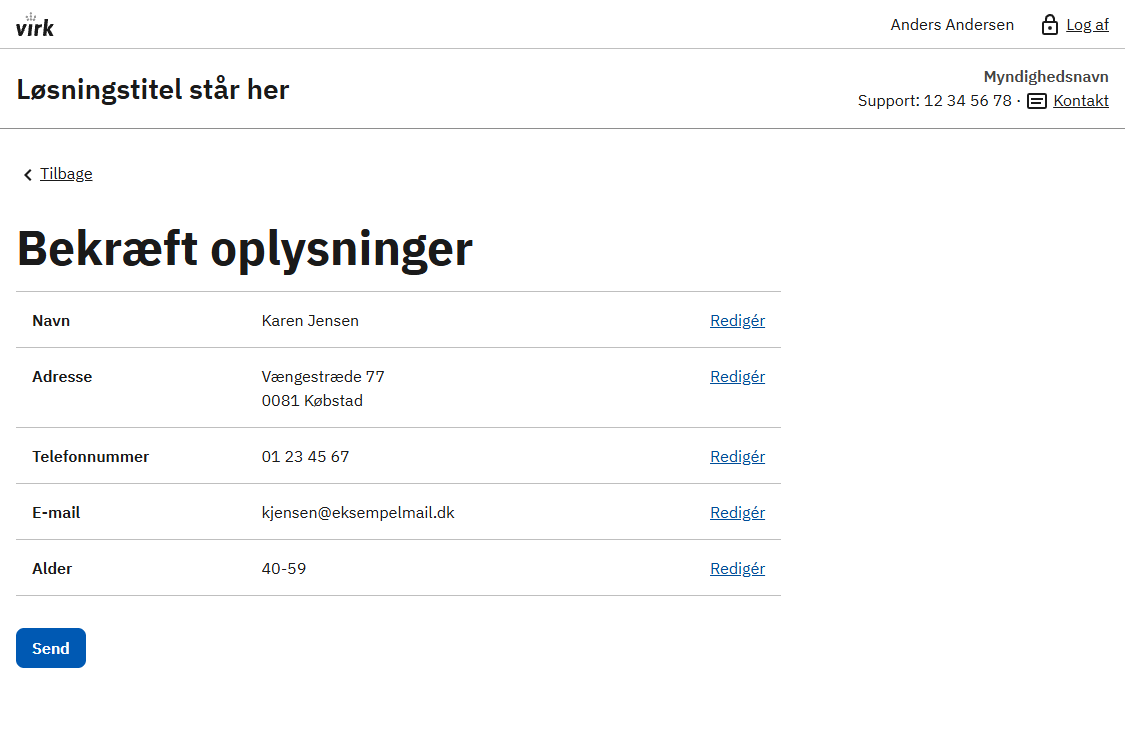 virk
Anders Andersen Log af
Løsningstitel står her
Myndighedsnavn
Support: 12 34 56 78 · Kontakt
Tilbage
Bekræft oplysninger
Navn Karen Jensen Redigér
Adresse Vængestræde 77 Redigér
0081 Købstad
Telefonnummer 01 23 45 67 Redigér
E-mail kjensen@eksempelmail.dk Redigér
Alder 40-59 Redigér
Send